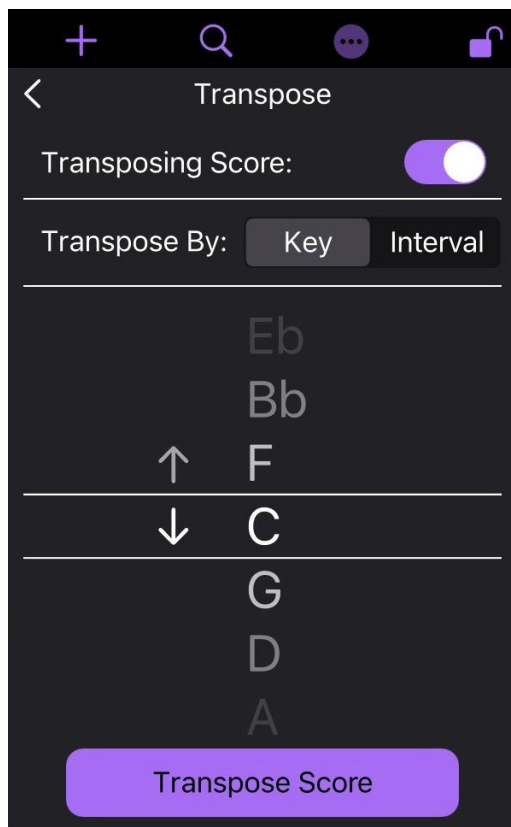 Transpose
Transposing Score:
Transpose By: Key Interval
Eb
Bb
↑ F
↓ C
G
D
A
Transpose Score